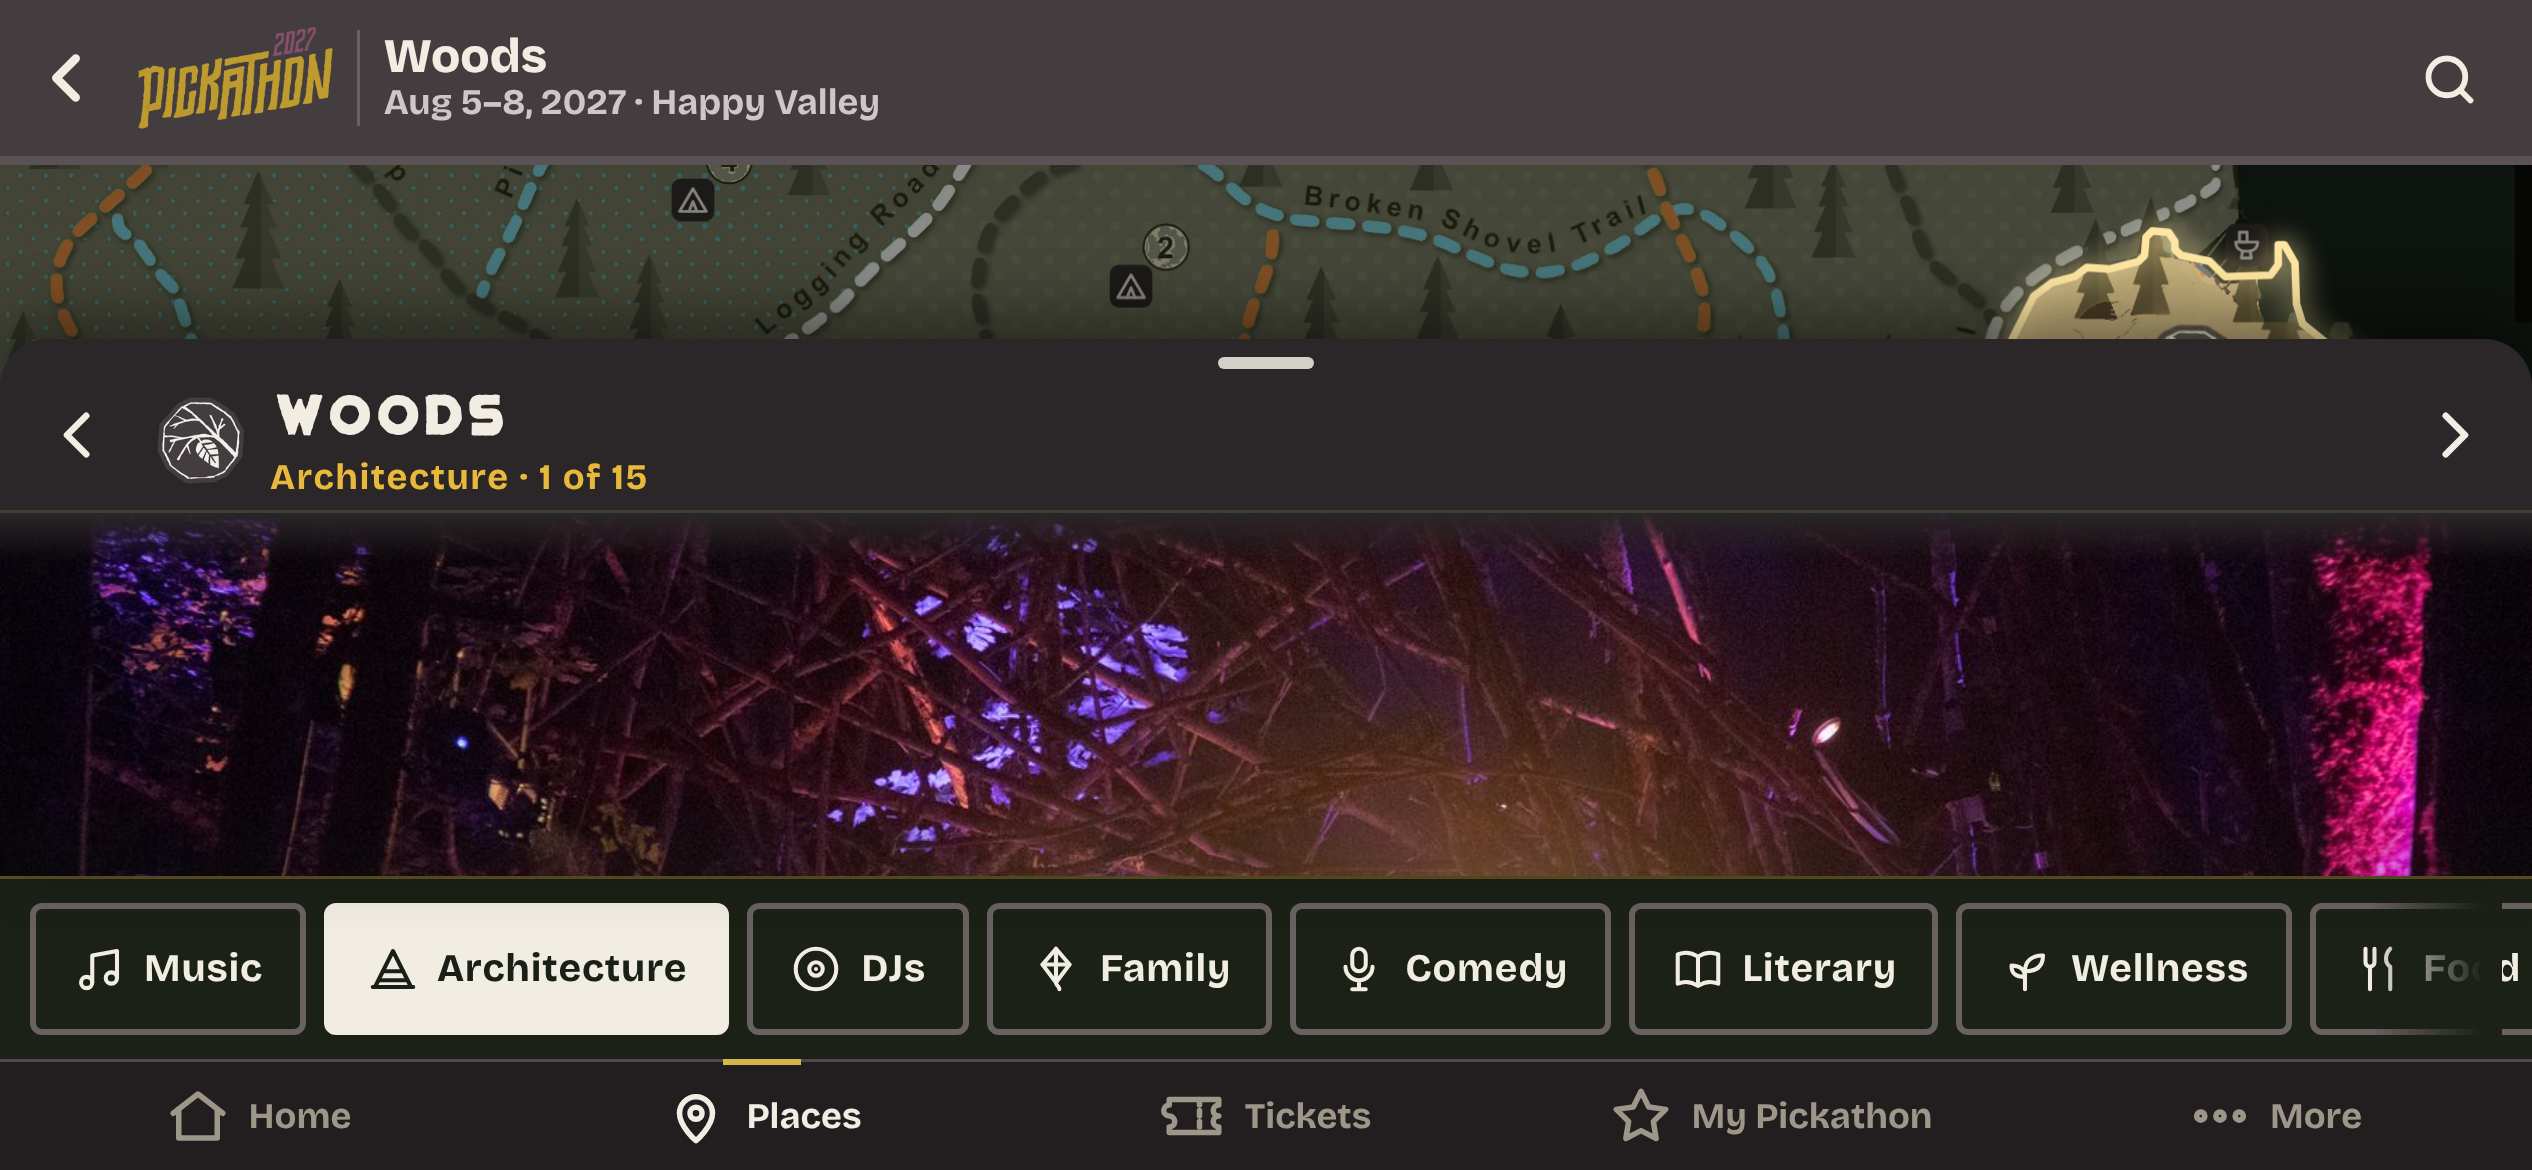 2027
PICKATHON
Woods
Aug 5–8, 2027 · Happy Valley
Logging Road
2
Broken Shovel Trail
WOODS
Architecture · 1 of 15
Music
Architecture
DJs
Family
Comedy
Literary
Wellness
Food
Home
Places
Tickets
My Pickathon
More